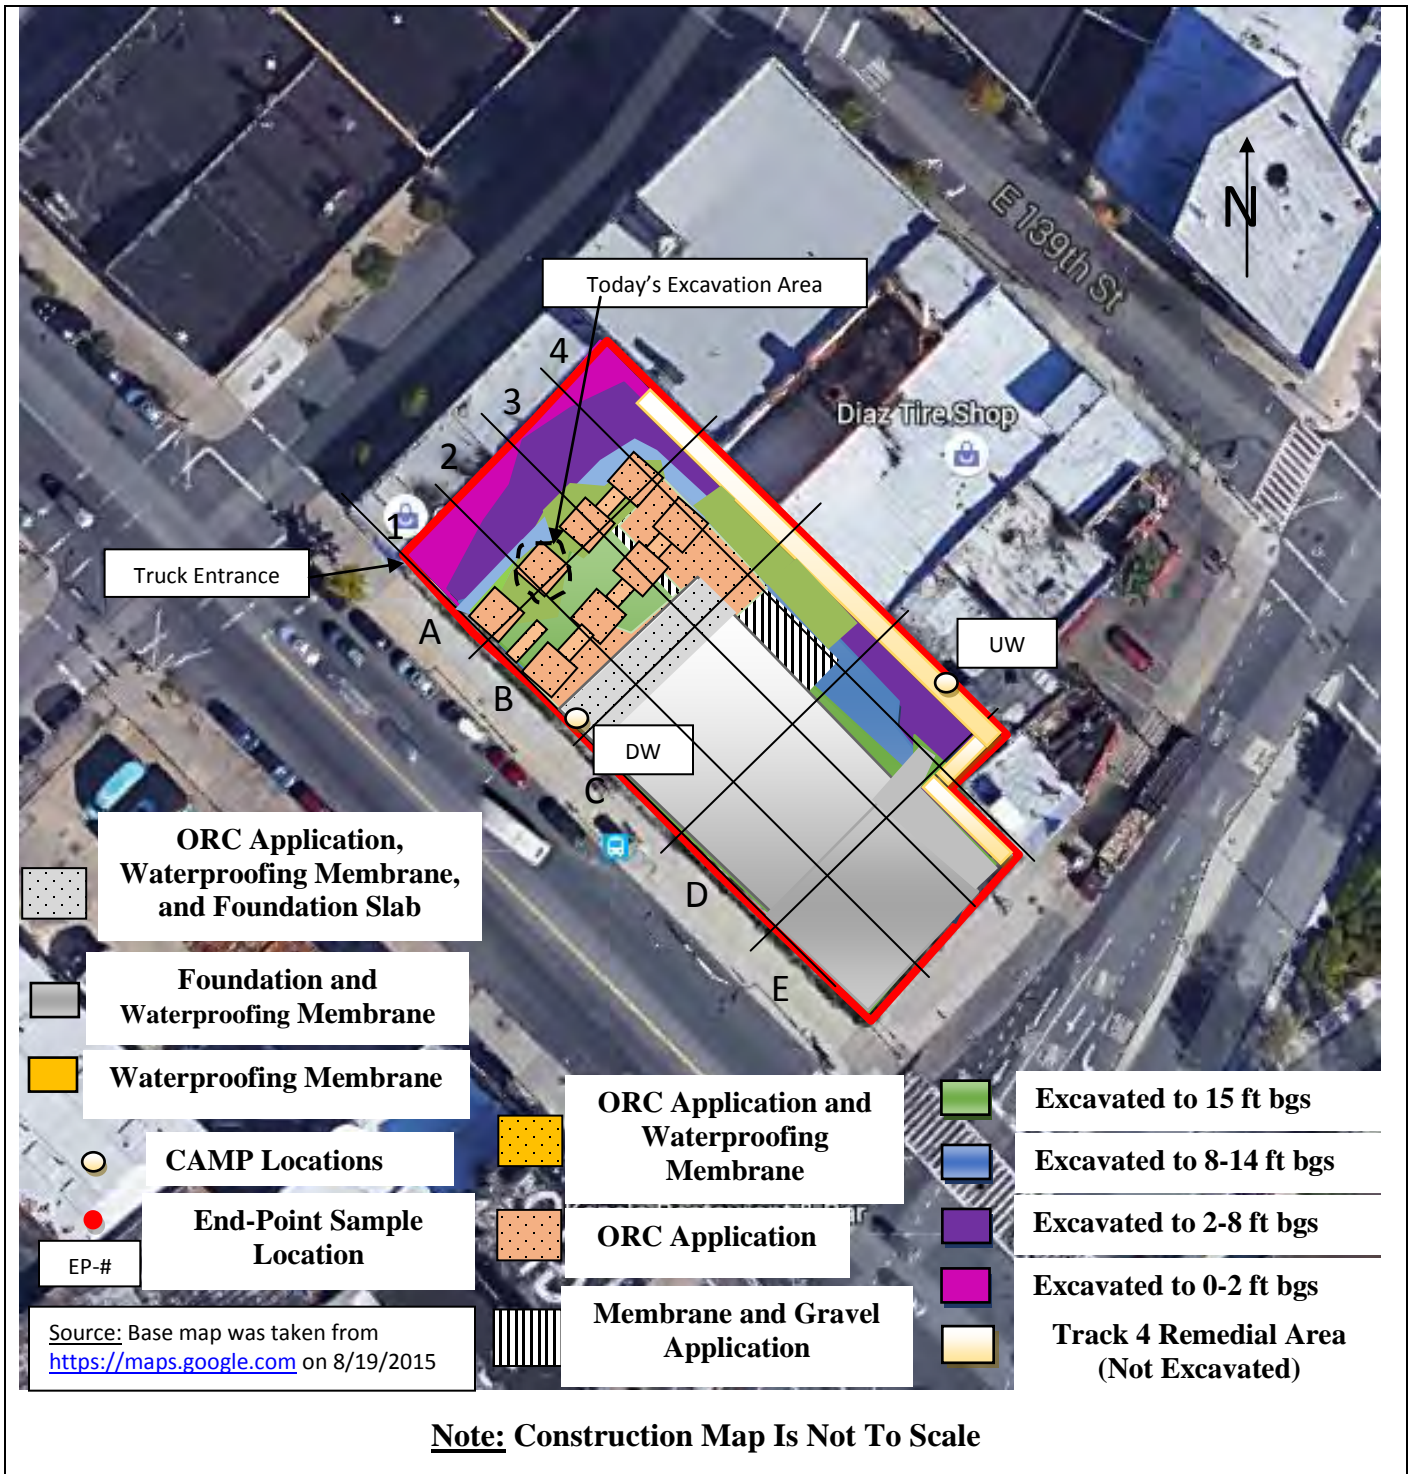 E 139th St
N
Today's Excavation Area
4
3
Diaz Tire Shop
2
1
Truck Entrance
A
UW
B
DW
C
D
E
ORC Application,
Waterproofing Membrane,
and Foundation Slab
Foundation and
Waterproofing Membrane
Waterproofing Membrane
CAMP Locations
End-Point Sample
Location
EP-#
Source: Base map was taken from
https://maps.google.com on 8/19/2015
ORC Application and
Waterproofing
Membrane
ORC Application
Membrane and Gravel
Application
Excavated to 15 ft bgs
Excavated to 8-14 ft bgs
Excavated to 2-8 ft bgs
Excavated to 0-2 ft bgs
Track 4 Remedial Area
(Not Excavated)
Note: Construction Map Is Not To Scale